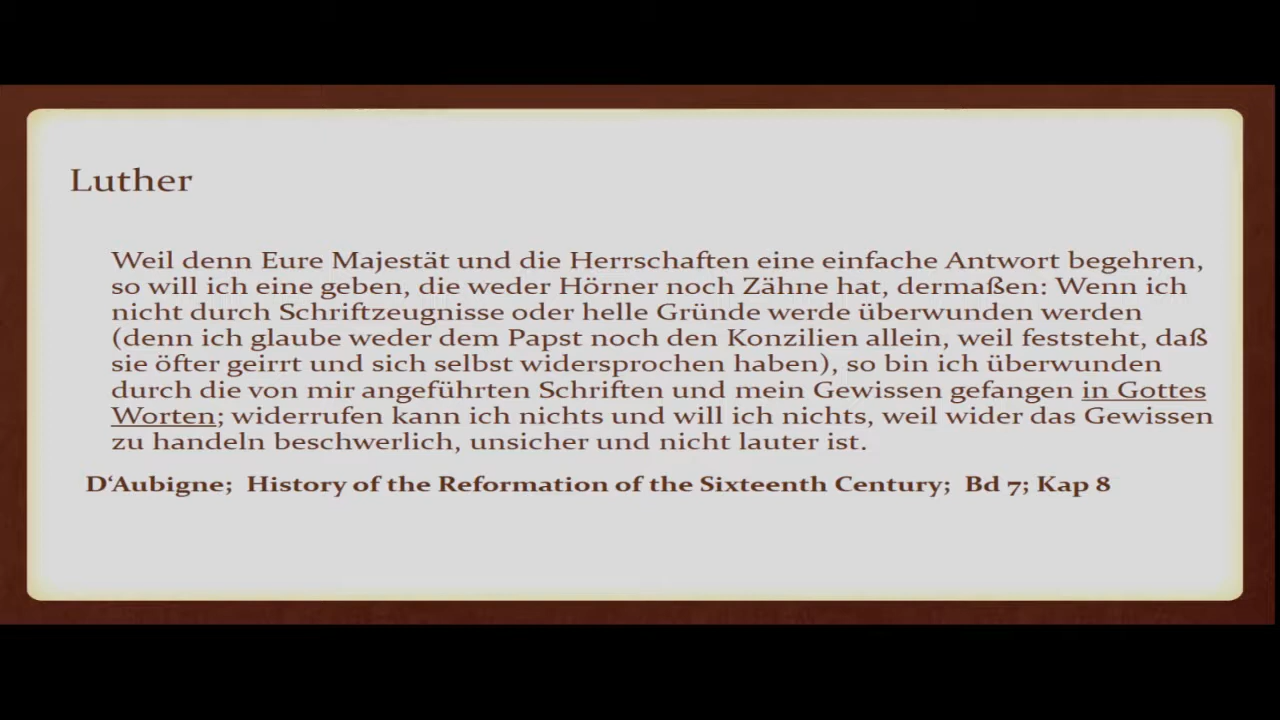 Luther
Weil denn Eure Majestät und die Herrschaften eine einfache Antwort begehren,
so will ich eine geben, die weder Hörner noch Zähne hat, dermaßen: Wenn ich
nicht durch Schriftzeugnisse oder helle Gründe werde überwunden werden
(denn ich glaube weder dem Papst noch den Konzilien allein, weil feststeht, daß
sie öfter geirrt und sich selbst widersprochen haben), so bin ich überwunden
durch die von mir angeführten Schriften und mein Gewissen gefangen in Gottes
Worten; widerrufen kann ich nichts und will ich nichts, weil wider das Gewissen
zu handeln beschwerlich, unsicher und nicht lauter ist.
D‘Aubigne;  History of the Reformation of the Sixteenth Century;  Bd 7; Kap 8